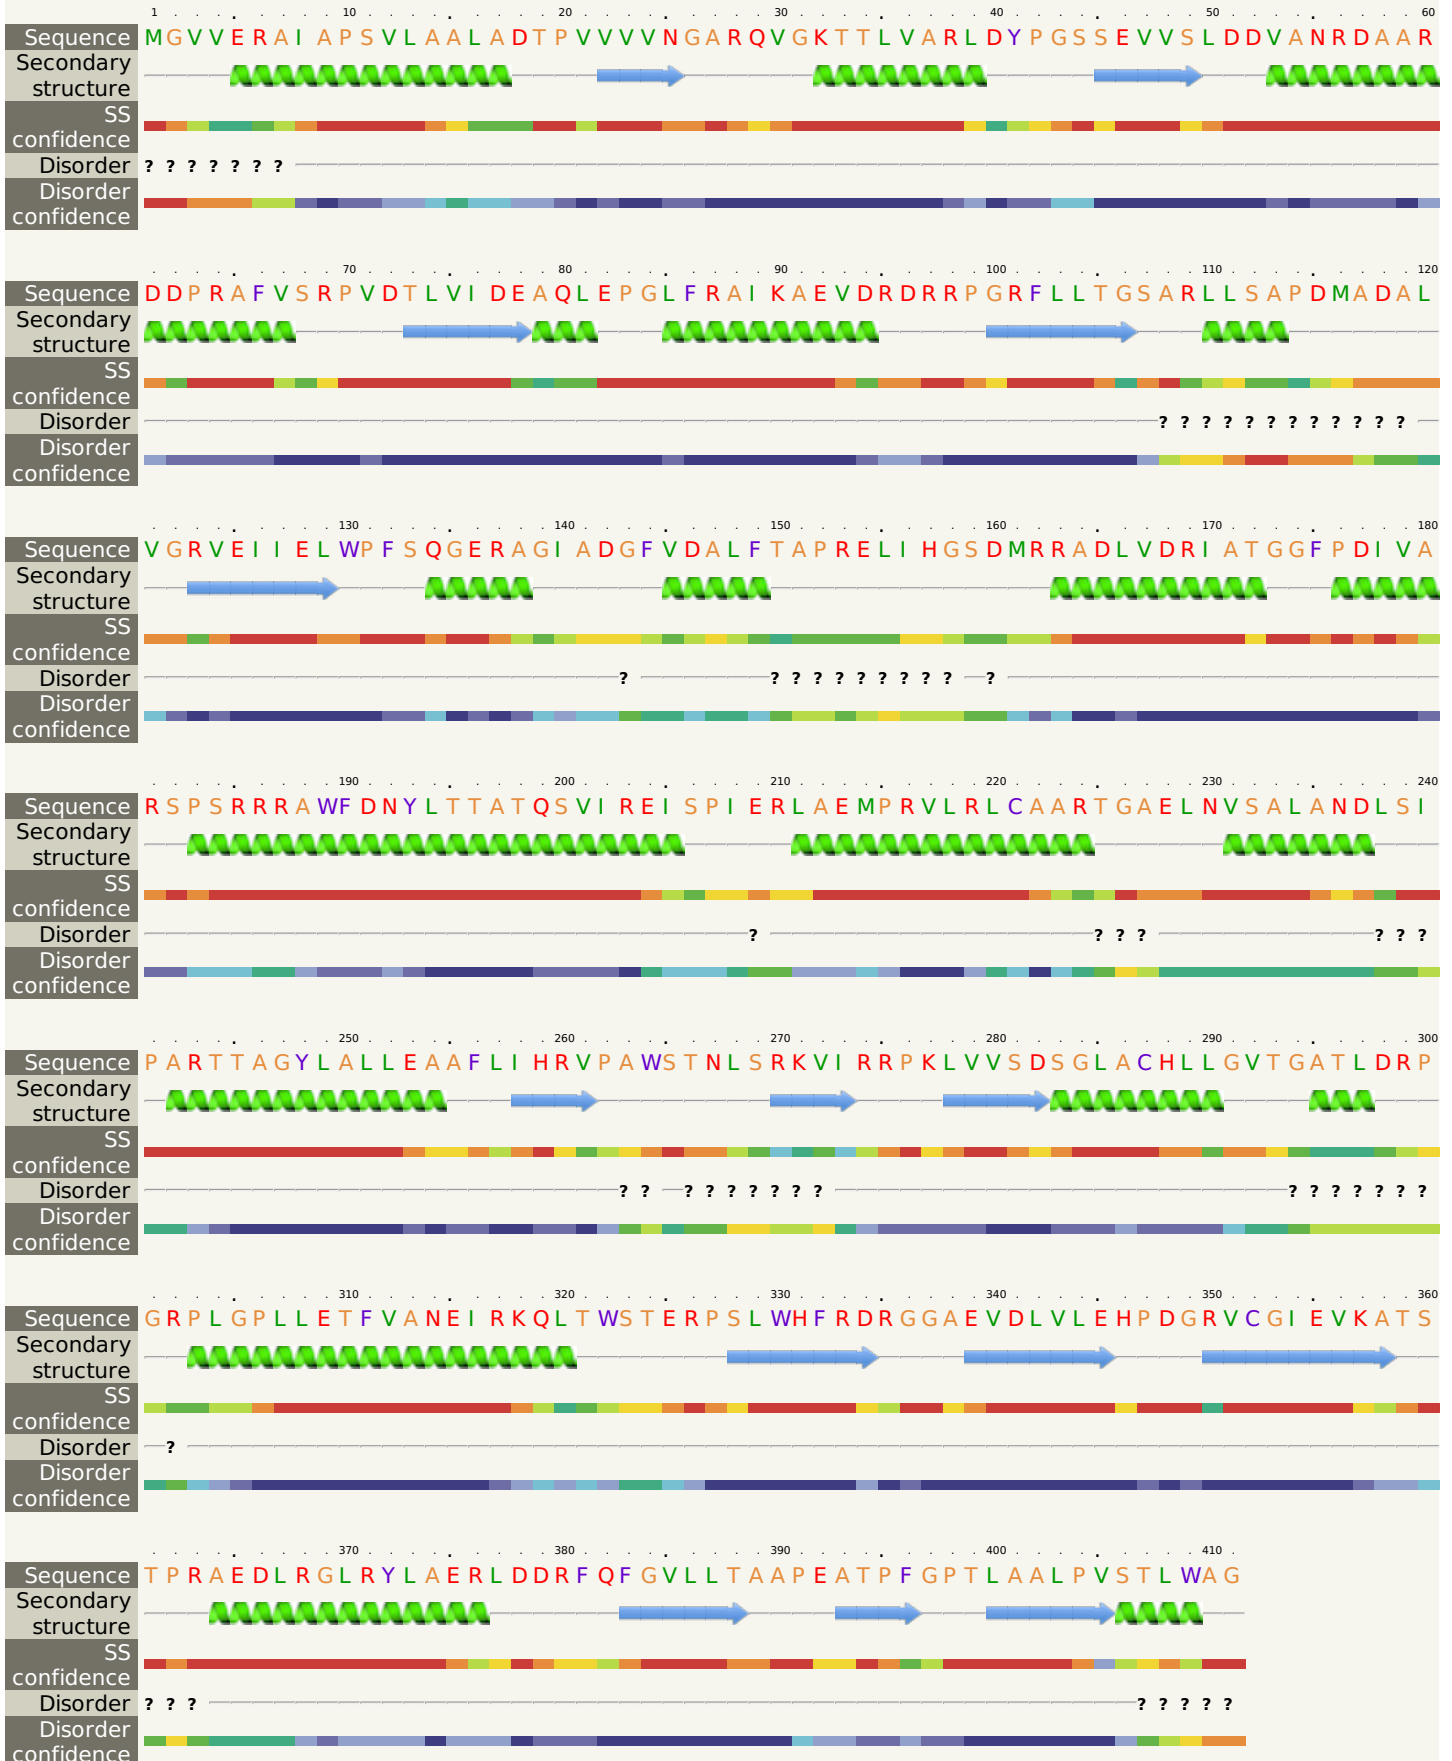 1 10 20 30 40 50 60
Sequence MGVVERAIAPSVLAALADTPVVVVNGARQVGKTTLVARLDYPGSSEVVSLDDVANRDAAR
Secondary
structure
SS
confidence
Disorder ? ? ? ? ? ? ?
Disorder
confidence
70 80 90 100 110 120
Sequence DDPRAFVSRPVDTLVIDEAQLEPGLFRAIKAEVDRDRRPGRFLLTGSARLLSAPDMADAL
Secondary
structure
SS
confidence
Disorder ? ? ? ? ? ? ? ? ? ? ? ?
Disorder
confidence
130 140 150 160 170 180
Sequence VGRVEIIELWPFSQGERAGIADGFVDALFTAPRELIHGSDMRRADLVDRIATGGFPDIVA
Secondary
structure
SS
confidence
Disorder ? ? ? ? ? ? ? ? ? ? ?
Disorder
confidence
190 200 210 220 230 240
Sequence RSPSRRRAWFDNYLTTATQSVIREISPIERLAEMPRVLRLCAARTGAELNVSALANDLSI
Secondary
structure
SS
confidence
Disorder ? ? ? ? ? ? ?
Disorder
confidence
250 260 270 280 290 300
Sequence PARTTAGYLALLEAAFLIHRVPAWSTNLSRKVIRRPKLVVSDSGLACHLLGVTGATLDRP
Secondary
structure
SS
confidence
Disorder ? ? ? ? ? ? ? ? ? ? ? ? ? ? ? ?
Disorder
confidence
310 320 330 340 350 360
Sequence GRPLGPLLETFVANEIRKQLTWSTERPSLWHFRDRGGAEVDLVLEHPDGRVCGIEVKATS
Secondary
structure
SS
confidence
Disorder ?
Disorder
confidence
370 380 390 400 410
Sequence TPRAEDLRGLRYLAERLDDRFQFGVLLTAAPEATPFGPTLAALPVSTLWAG
Secondary
structure
SS
confidence
Disorder ? ? ? ? ? ? ? ?
Disorder
confidence